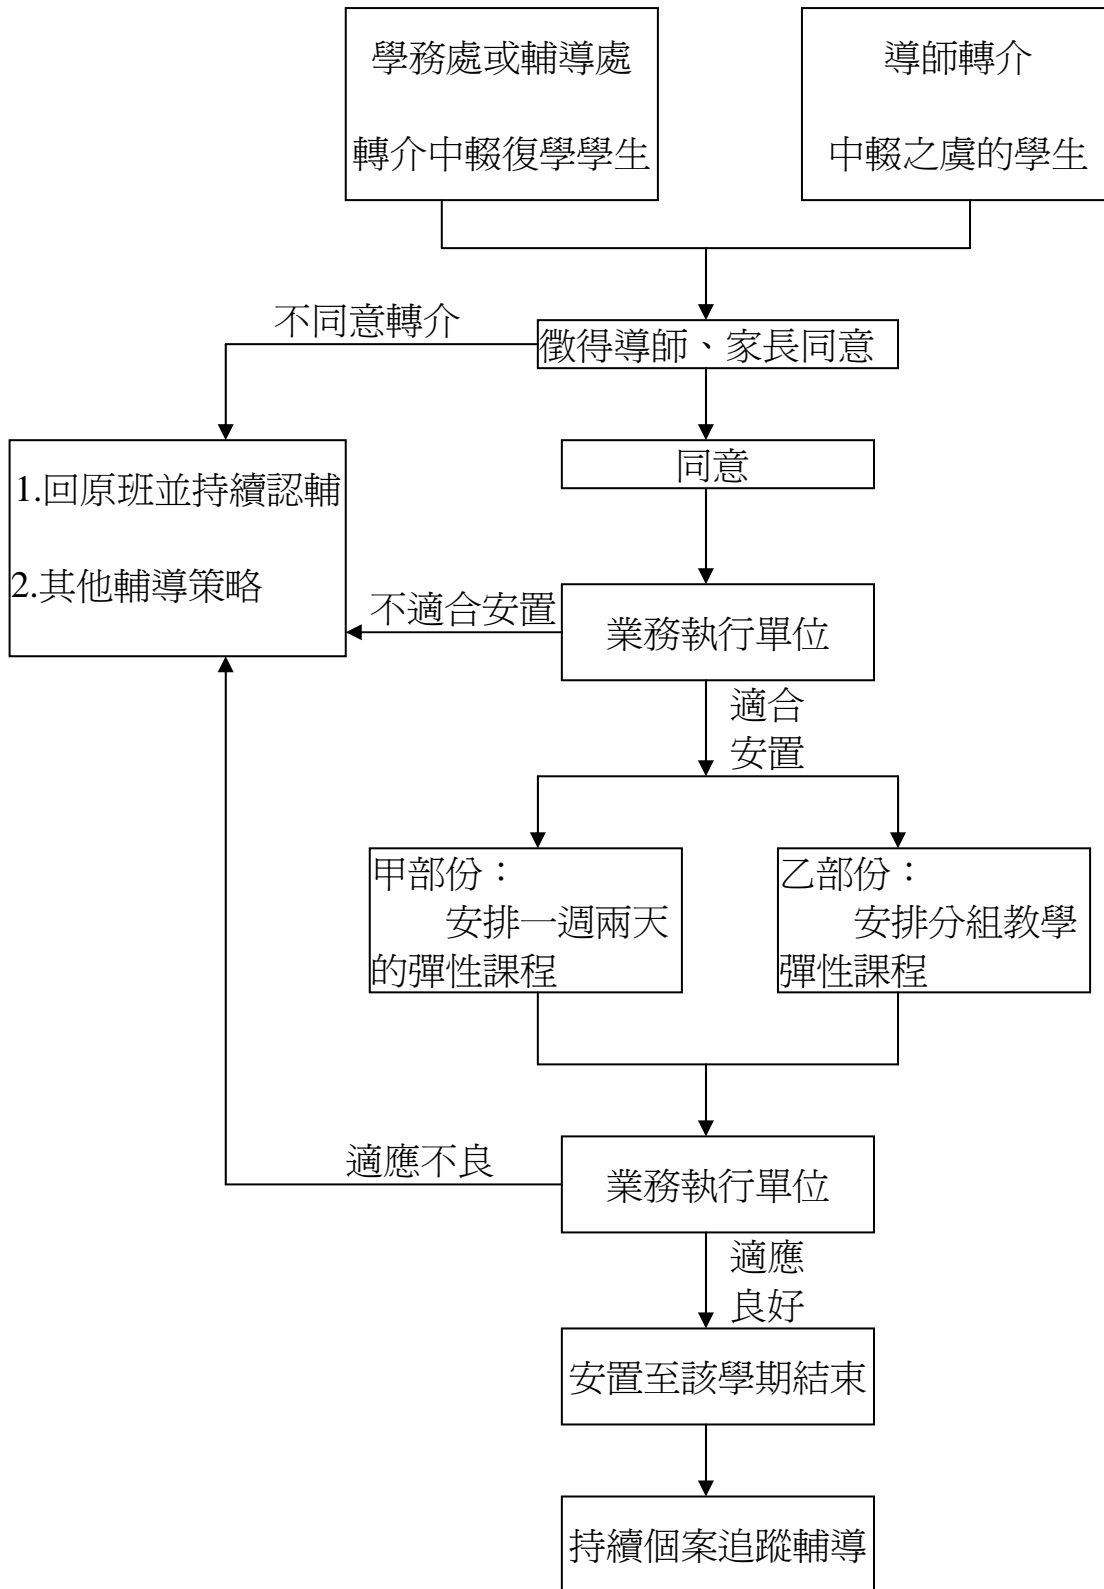 學務處或輔導處
轉介中輟復學學生
導師轉介
中輟之虞的學生
不同意轉介
徵得導師、家長同意
同意
1.回原班並持續認輔
2.其他輔導策略
不適合安置
業務執行單位
適合
安置
甲部份：
安排一週兩天
的彈性課程
乙部份：
安排分組教學
彈性課程
適應不良
業務執行單位
適應
良好
安置至該學期結束
持續個案追蹤輔導